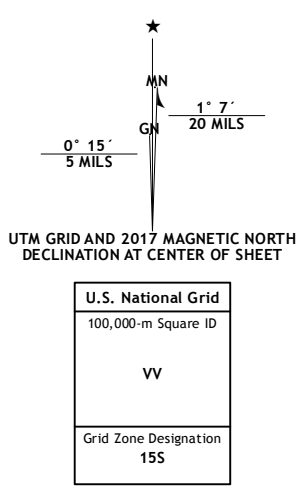 ★
MN
1° 7´
20 MILS
GN
0° 15´
5 MILS
UTM GRID AND 2017 MAGNETIC NORTH
DECLINATION AT CENTER OF SHEET
U.S. National Grid
100,000-m Square ID
VV
Grid Zone Designation
15S